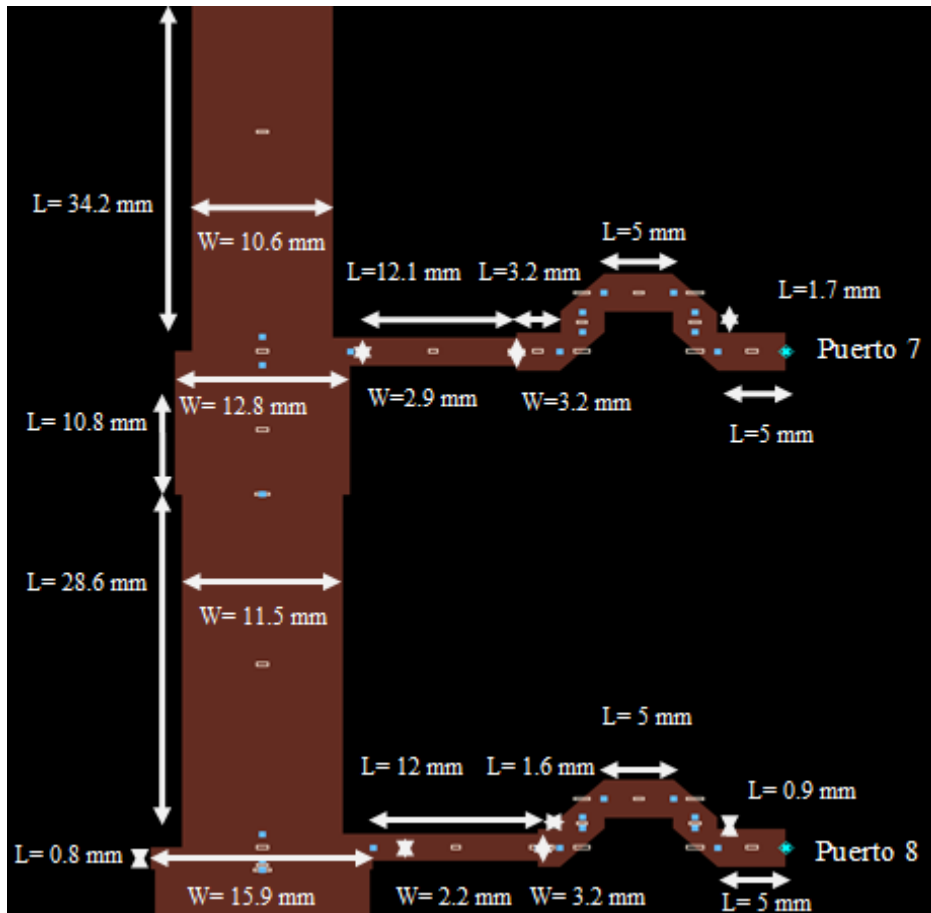 L= 34.2 mm
W= 10.6 mm
L=5 mm
L=12.1 mm
L=3.2 mm
L=1.7 mm
Puerto 7
W= 12.8 mm
W=2.9 mm
W=3.2 mm
L= 10.8 mm
L=5 mm
L= 28.6 mm
W= 11.5 mm
L= 5 mm
L= 12 mm
L= 1.6 mm
L= 0.9 mm
L= 0.8 mm
Puerto 8
W= 15.9 mm
W= 2.2 mm
W= 3.2 mm
L= 5 mm